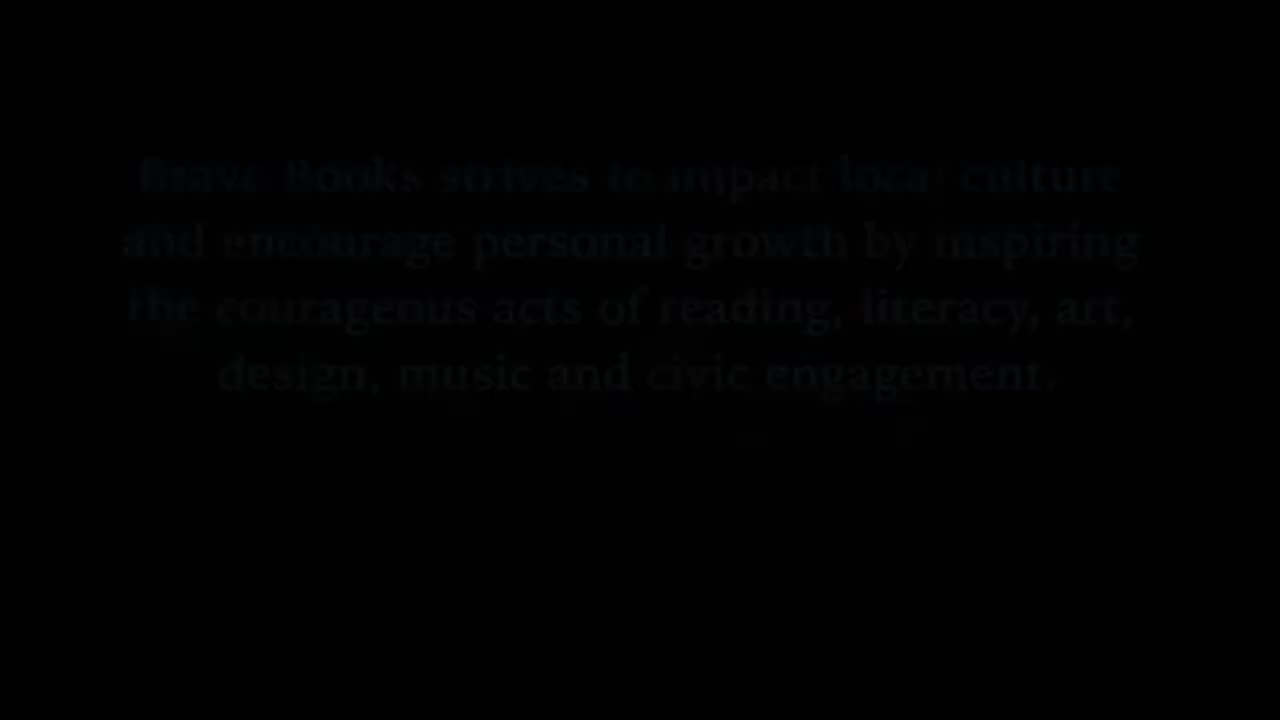 Brave Books strives to impact local culture
and encourage personal growth by inspiring
the courageous acts of reading, literacy, art,
design, music and civic engagement.